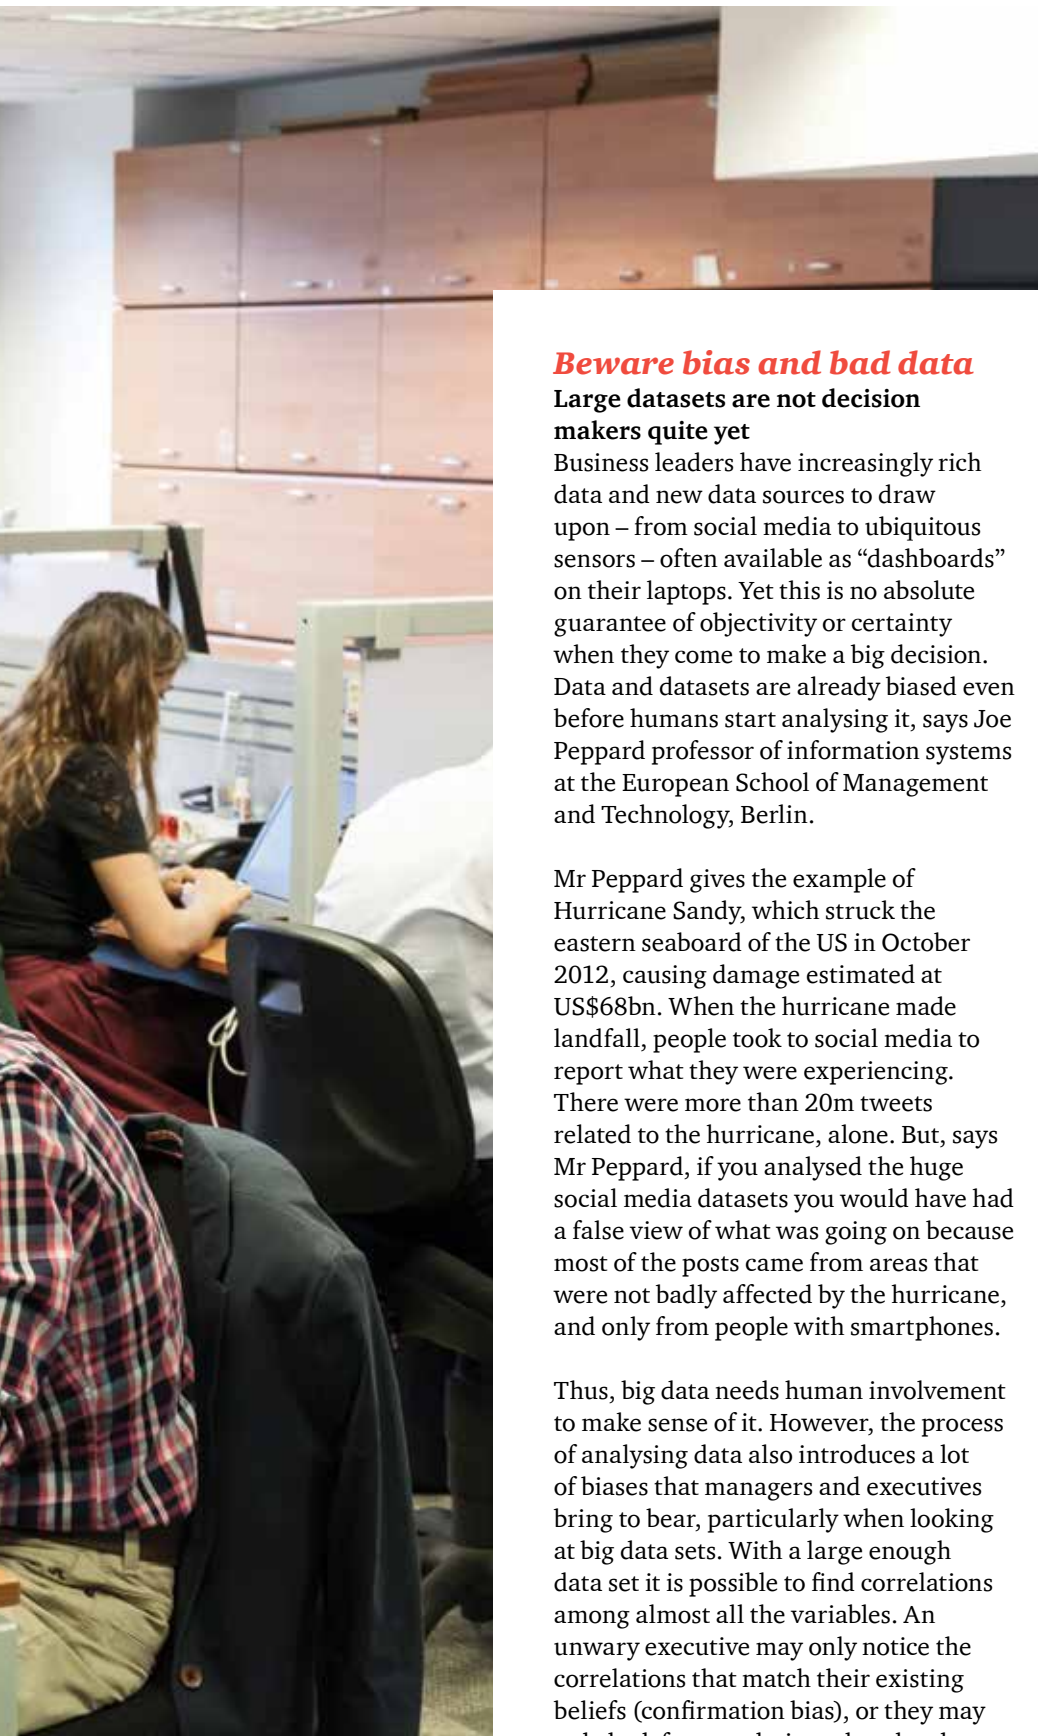 Beware bias and bad data
Large datasets are not decision
makers quite yet
Business leaders have increasingly rich
data and new data sources to draw
upon – from social media to ubiquitous
sensors – often available as “dashboards”
on their laptops. Yet this is no absolute
guarantee of objectivity or certainty
when they come to make a big decision.
Data and datasets are already biased even
before humans start analysing it, says Joe
Peppard professor of information systems
at the European School of Management
and Technology, Berlin.
Mr Peppard gives the example of
Hurricane Sandy, which struck the
eastern seaboard of the US in October
2012, causing damage estimated at
US$68bn. When the hurricane made
landfall, people took to social media to
report what they were experiencing.
There were more than 20m tweets
related to the hurricane, alone. But, says
Mr Peppard, if you analysed the huge
social media datasets you would have had
a false view of what was going on because
most of the posts came from areas that
were not badly affected by the hurricane,
and only from people with smartphones.
Thus, big data needs human involvement
to make sense of it. However, the process
of analysing data also introduces a lot
of biases that managers and executives
bring to bear, particularly when looking
at big data sets. With a large enough
data set it is possible to find correlations
among almost all the variables. An
unwary executive may only notice the
correlations that match their existing
beliefs (confirmation bias), or they may